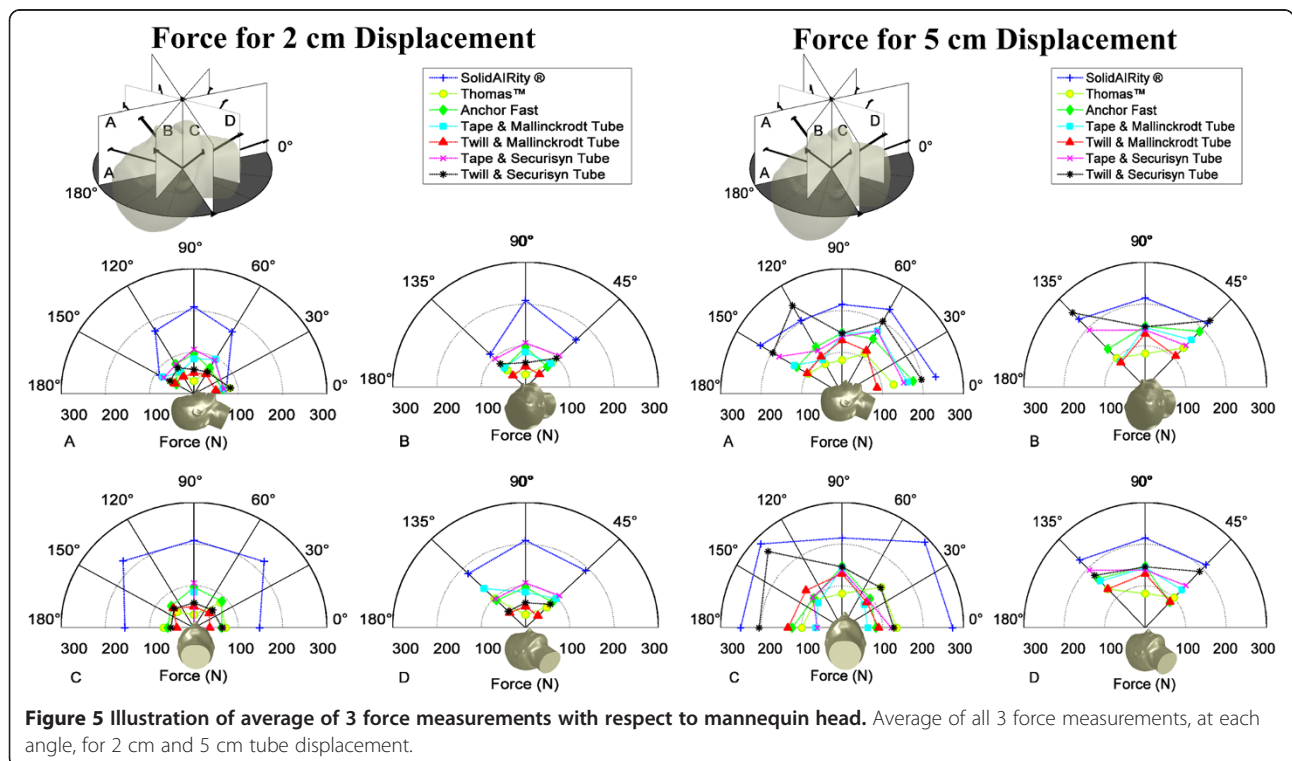 Force for 2 cm Displacement
A
B
C
D
A
0°
180°
SolidAIRity ®
Thomas™
Anchor Fast
Tape & Mallinckrodt Tube
Twill & Mallinckrodt Tube
Tape & Securisyn Tube
Twill & Securisyn Tube
90°
120°
60°
150°
30°
180°
0°
300 200 100 100 200 300
Force (N)
A
90°
135°
45°
300 200 100 100 200 300
Force (N)
B
90°
120°
60°
150°
30°
180°
0°
300 200 100 100 200 300
Force (N)
C
90°
135°
45°
300 200 100 100 200 300
Force (N)
D
Force for 5 cm Displacement
A
B
C
D
A
0°
180°
SolidAIRity ®
Thomas™
Anchor Fast
Tape & Mallinckrodt Tube
Twill & Mallinckrodt Tube
Tape & Securisyn Tube
Twill & Securisyn Tube
90°
120°
60°
150°
30°
180°
0°
300 200 100 100 200 300
Force (N)
A
90°
135°
45°
300 200 100 100 200 300
Force (N)
B
90°
120°
60°
150°
30°
180°
0°
300 200 100 100 200 300
Force (N)
C
90°
135°
45°
300 200 100 100 200 300
Force (N)
D
Figure 5 Illustration of average of 3 force measurements with respect to mannequin head. Average of all 3 force measurements, at each
angle, for 2 cm and 5 cm tube displacement.